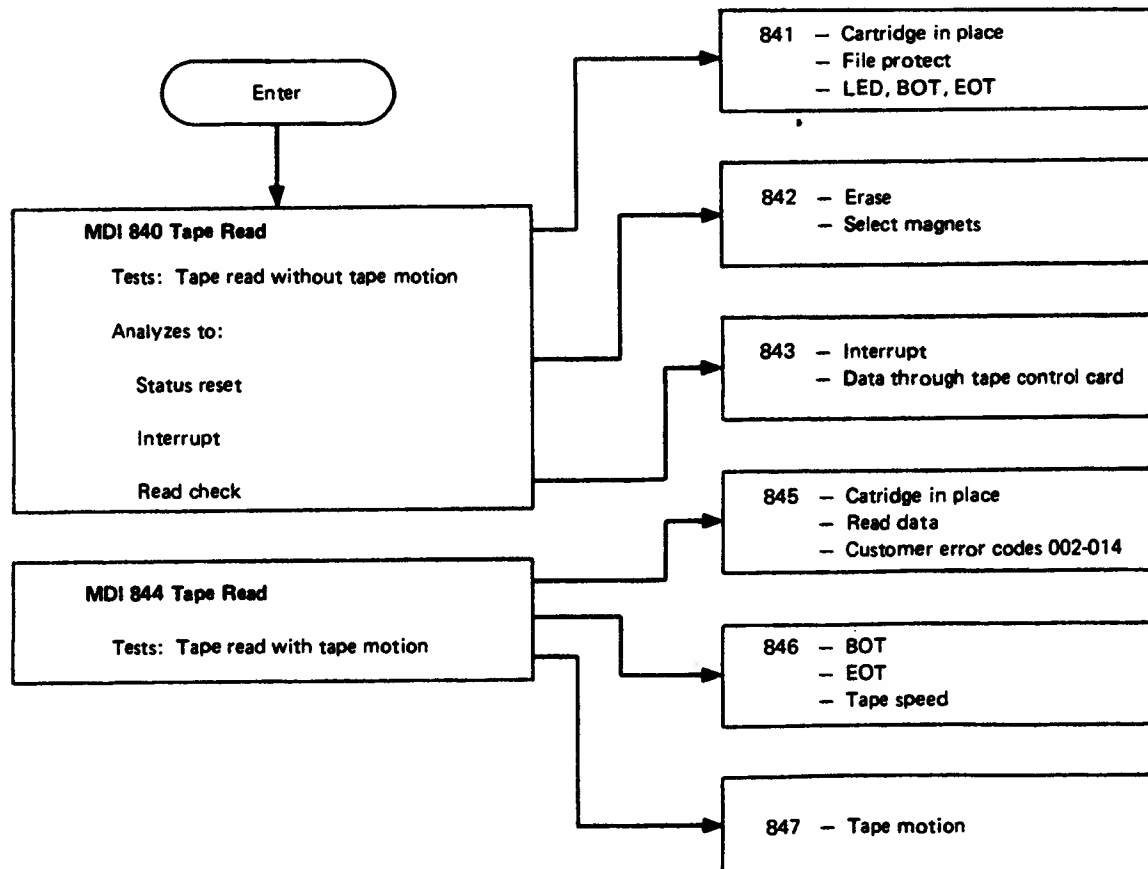 Enter
MDI 840 Tape Read
Tests: Tape read without tape motion
Analyzes to:
Status reset
Interrupt
Read check
MDI 844 Tape Read
Tests: Tape read with tape motion
841 – Cartridge in place
– File protect
– LED, BOT, EOT
842 – Erase
– Select magnets
843 – Interrupt
– Data through tape control card
845 – Catridge in place
– Read data
– Customer error codes 002-014
846 – BOT
– EOT
– Tape speed
847 – Tape motion